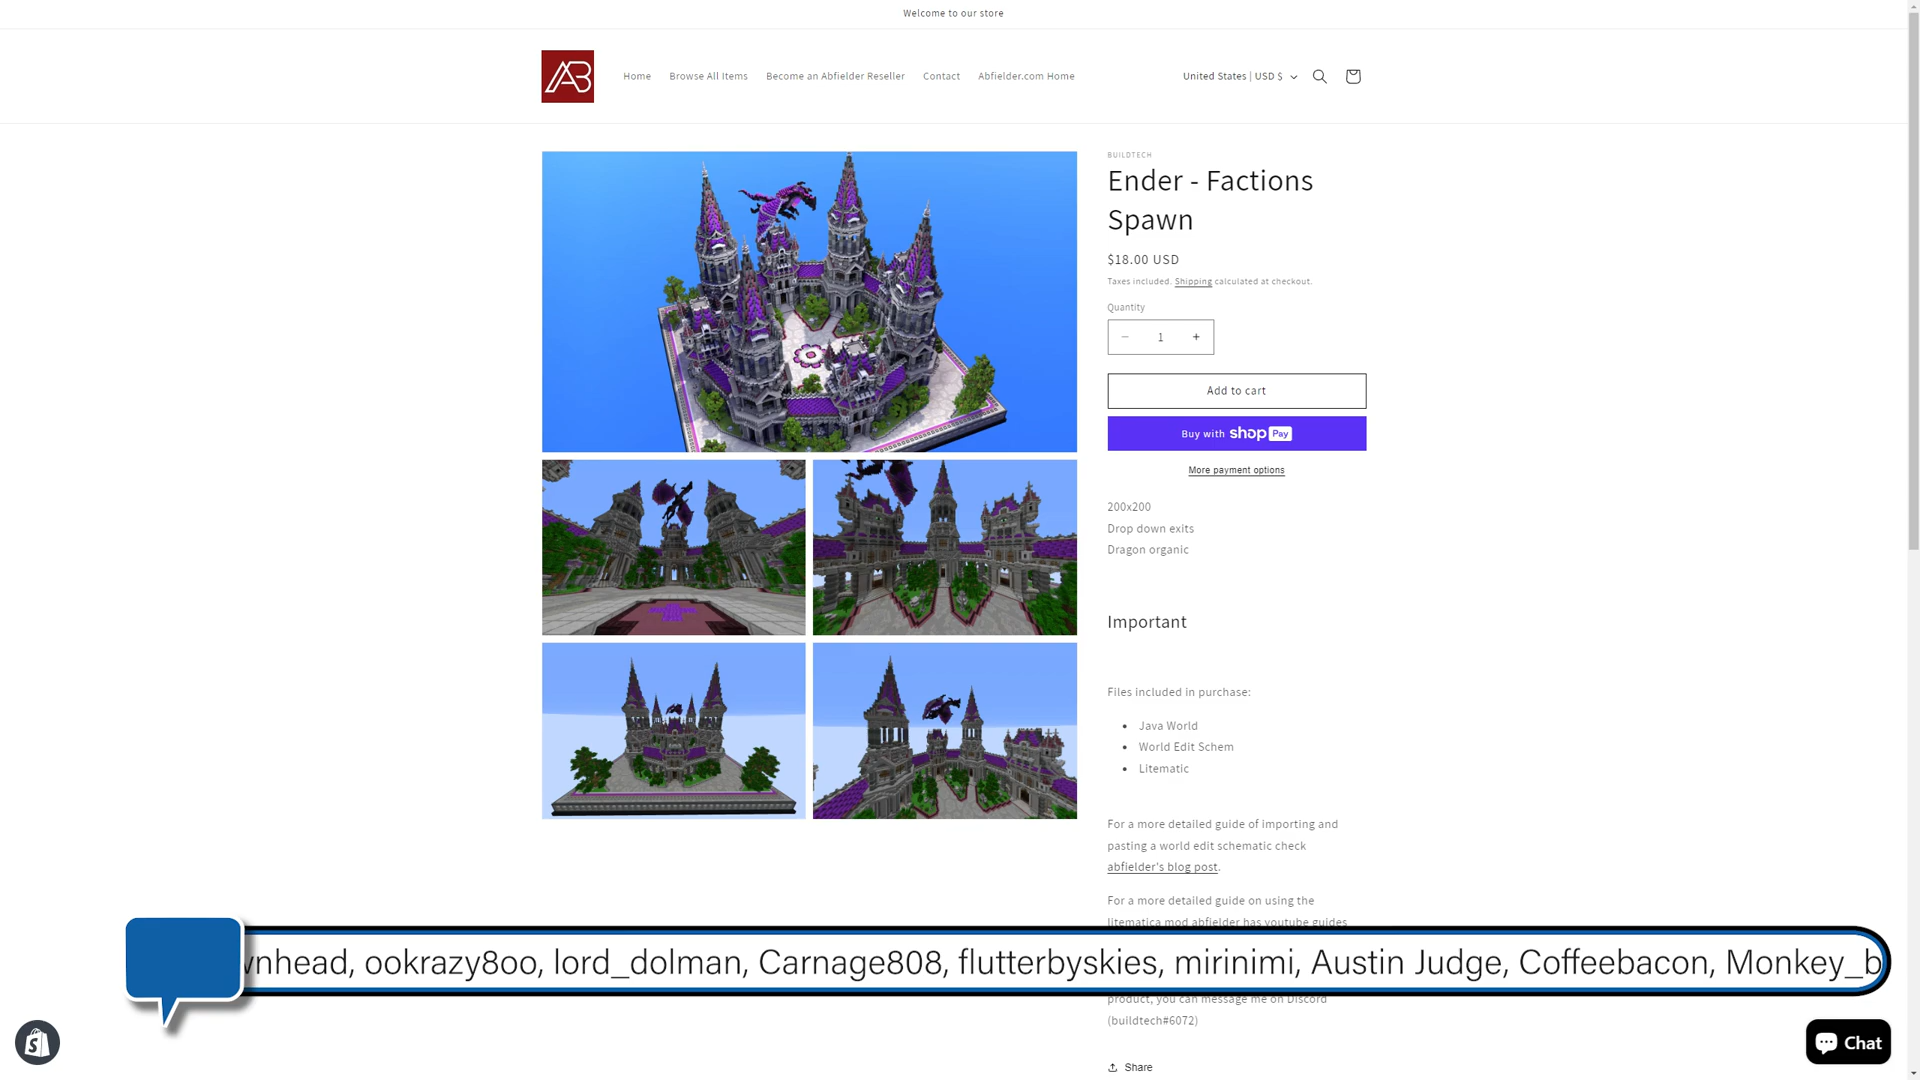 Welcome to our store
AB
Home
Browse All Items
Become an Abfielder Reseller
Contact
Abfielder.com Home
United States | USD $
BUILDTECH
Ender - Factions
Spawn
$18.00 USD
Taxes included. Shipping calculated at checkout.
Quantity
− 1 +
Add to cart
Buy with shop Pay
More payment options
200x200
Drop down exits
Dragon organic
Important
Files included in purchase:
• Java World
• World Edit Schem
• Litematic
For a more detailed guide of importing and
pasting a world edit schematic check
abfielder's blog post.
For a more detailed guide on using the
litematica mod abfielder has youtube guides
ookrazy8oo, lord_dolman, Carnage808, flutterbyskies, mirinimi, Austin Judge, Coffeebacon,
product, you can message me on Discord
(buildtech#6072)
Share
Chat